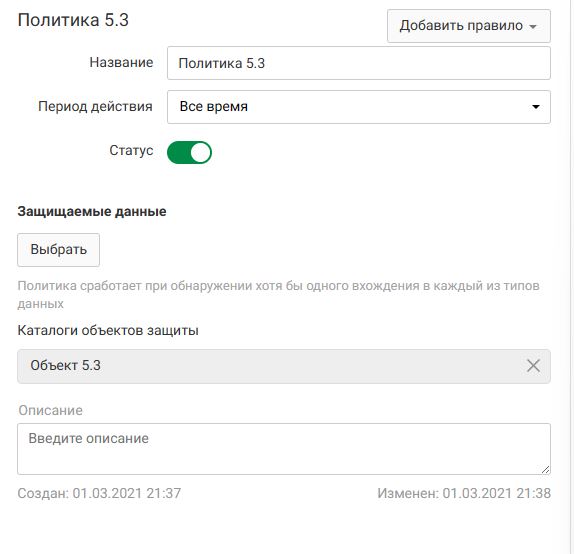 Политика 5.3
Добавить правило
Название
Политика 5.3
Период действия
Все время
Статус
Защищаемые данные
Выбрать
Политика сработает при обнаружении хотя бы одного вхождения в каждый из типов
данных
Каталоги объектов защиты
Объект 5.3
Описание
Введите описание
Создан: 01.03.2021 21:37
Изменен: 01.03.2021 21:38